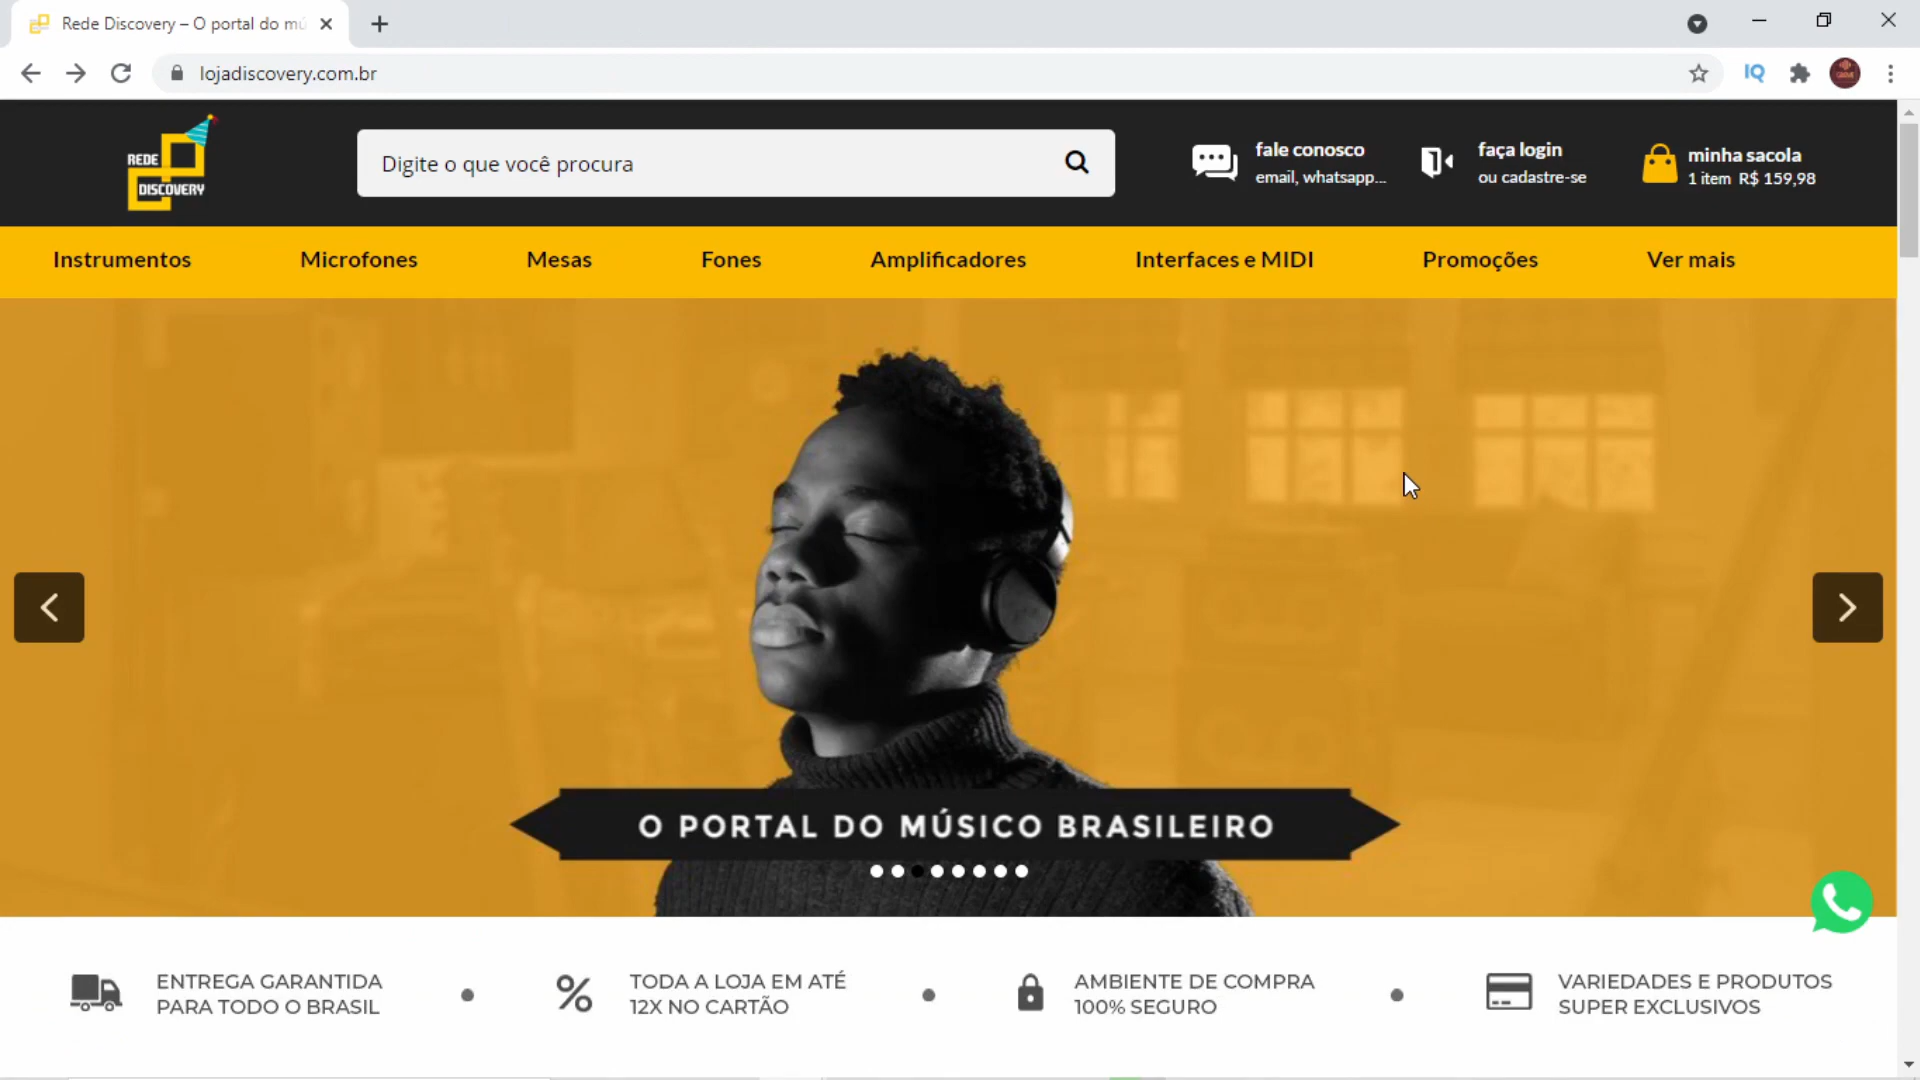 Rede Discovery – O portal do mú
lojadiscovery.com.br
IQ
REDE
DISCOVERY
Digite o que você procura
fale conosco
email, whatsapp...
faça login
ou cadastre-se
minha sacola
1 item R$ 159,98
Instrumentos Microfones Mesas Fones Amplificadores Interfaces e MIDI Promoções Ver mais
O PORTAL DO MÚSICO BRASILEIRO
ENTREGA GARANTIDA
PARA TODO O BRASIL
TODA A LOJA EM ATÉ
12X NO CARTÃO
AMBIENTE DE COMPRA
100% SEGURO
VARIEDADES E PRODUTOS
SUPER EXCLUSIVOS